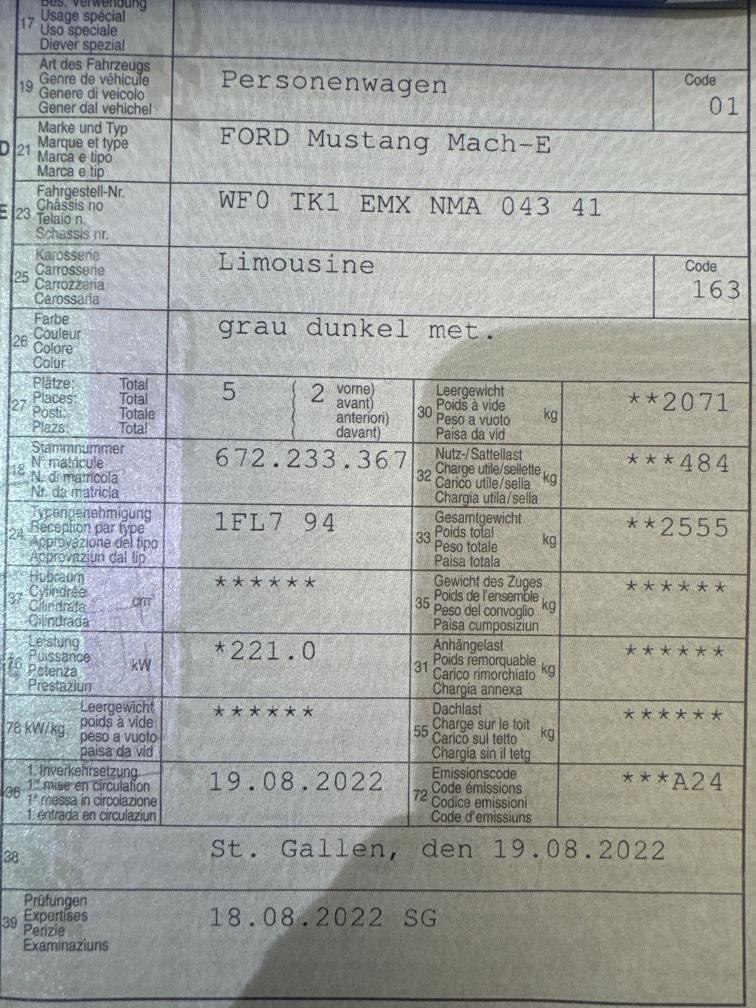 Bes. Verwendung
17 Usage spécial
Uso speciale
Diever spezial
19 Art des Fahrzeugs
Genre de véhicule
Genere di veicolo
Gener dal vehichel
Personenwagen
Code
01
D 21 Marke und Typ
Marque et type
Marca e tipo
Marca e tip
FORD Mustang Mach-E
E 23 Fahrgestell-Nr.
Châssis no
Telaio n.
Schassis nr.
WF0 TK1 EMX NMA 043 41
25 Karosserie
Carrosserie
Carrozzeria
Carossaria
Limousine
Code
163
26 Farbe
Couleur
Colore
Colur
grau dunkel met.
27 Plätze: Total
Places: Total
Posti: Totale
Plazs: Total
5 ( 2 vorne)
avant)
anteriori)
davant)
30 Leergewicht
Poids à vide
Peso a vuoto
Paisa da vid
kg
**2071
18 Stammnummer
N° matricule
N. di matricola
Nr. da matricla
672.233.367
32 Nutz-/Sattellast
Charge utile/sellette
Carico utile/sella
Chargia utila/sella
kg
***484
24 Typengenehmigung
Réception par type
Approvazione del tipo
Approvaziun dal tip
1FL7 94
33 Gesamtgewicht
Poids total
Peso totale
Paisa totala
kg
**2555
37 Hubraum
Cylindrée
Cilindrata
Cilindrada
cm³
******
35 Gewicht des Zuges
Poids de l'ensemble
Peso del convoglio
Paisa cumposiziun
kg
******
76 Leistung
Puissance
Potenza
Prestaziun
kW
*221.0
31 Anhängelast
Poids remorquable
Carico rimorchiato
Chargia annexa
kg
******
78 kW/kg Leergewicht
poids à vide
peso a vuoto
paisa da vid
******
55 Dachlast
Charge sur le toit
Carico sul tetto
Chargia sin il tetg
kg
******
36 1. Inverkehrsetzung
1re mise en circulation
1a messa in circolazione
1. entrada en circulaziun
19.08.2022
72 Emissionscode
Code émissions
Codice emissioni
Code d'emissiuns
***A24
38
St. Gallen, den 19.08.2022
39 Prüfungen
Expertises
Perizie
Examinaziuns
18.08.2022 SG